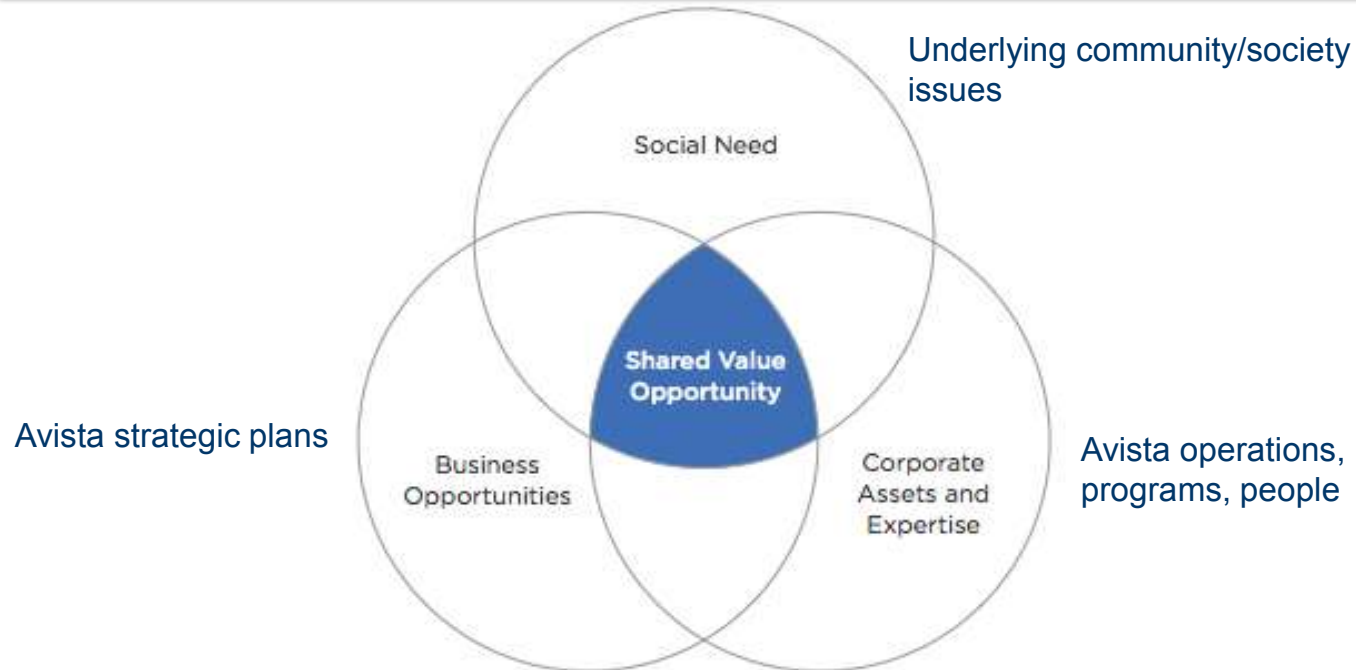 Underlying community/society
issues
Social Need
Shared Value
Opportunity
Avista strategic plans
Business
Opportunities
Corporate
Assets and
Expertise
Avista operations,
programs, people